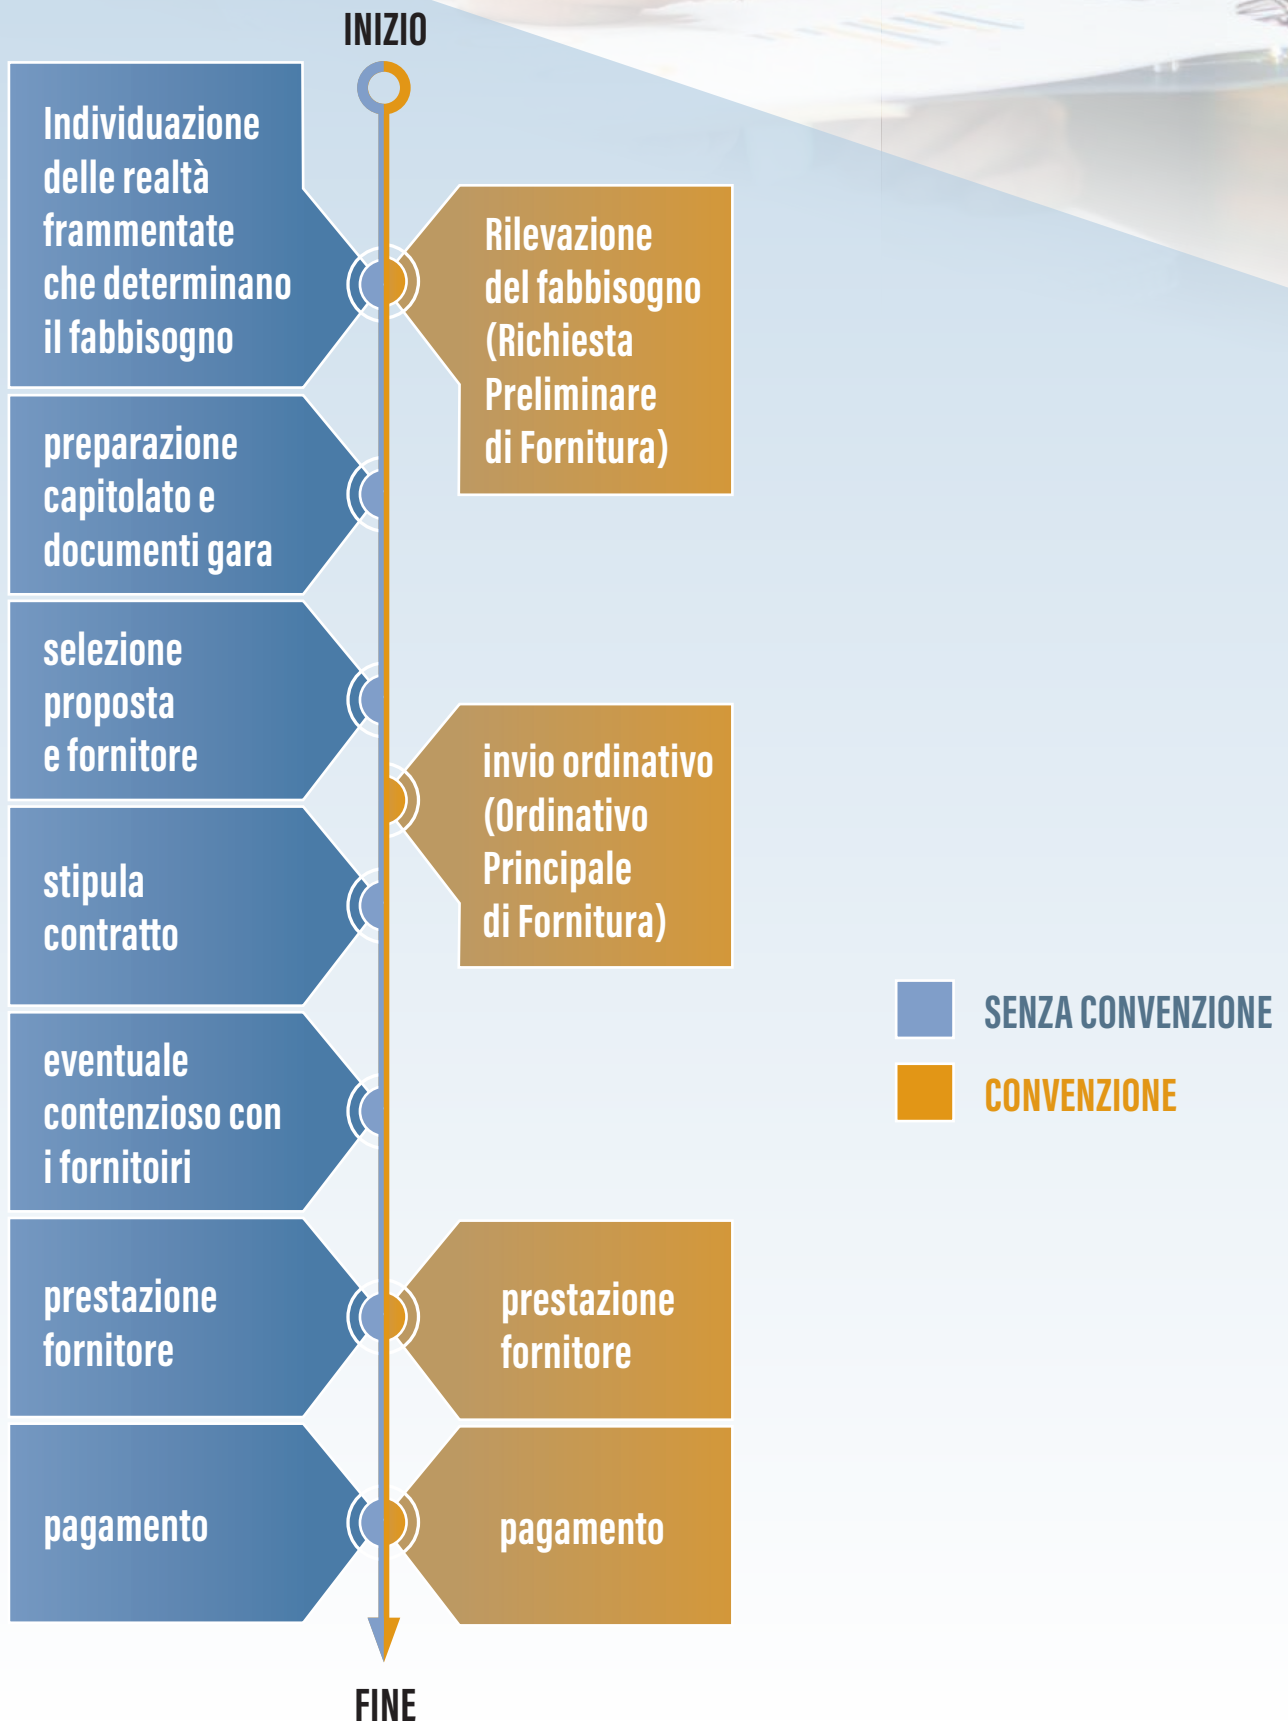 INIZIO
Individuazione
delle realtà
frammentate
che determinano
il fabbisogno
Rilevazione
del fabbisogno
(Richiesta
Preliminare
di Fornitura)
preparazione
capitolato e
documenti gara
selezione
proposta
e fornitore
invio ordinativo
(Ordinativo
Principale
di Fornitura)
stipula
contratto
eventuale
contenzioso con
i fornitoiri
prestazione
fornitore
prestazione
fornitore
pagamento
pagamento
FINE
SENZA CONVENZIONE
CONVENZIONE